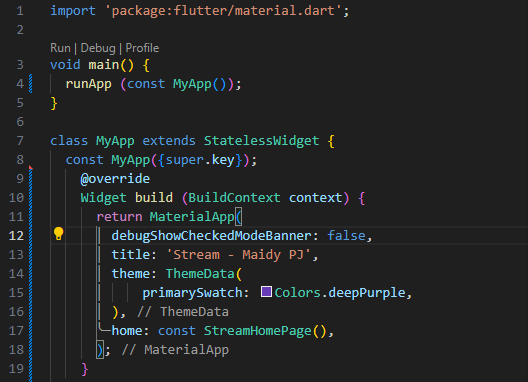 1 import 'package:flutter/material.dart';
2
Run | Debug | Profile
3 void main() {
4   runApp (const MyApp());
5 }
6
7 class MyApp extends StatelessWidget {
8   const MyApp({super.key});
9     @override
10     Widget build (BuildContext context) {
11       return MaterialApp(
12         debugShowCheckedModeBanner: false,
13         title: 'Stream - Maidy PJ',
14         theme: ThemeData(
15             primarySwatch: Colors.deepPurple,
16         ), // ThemeData
17         home: const StreamHomePage(),
18       ); // MaterialApp
19     }